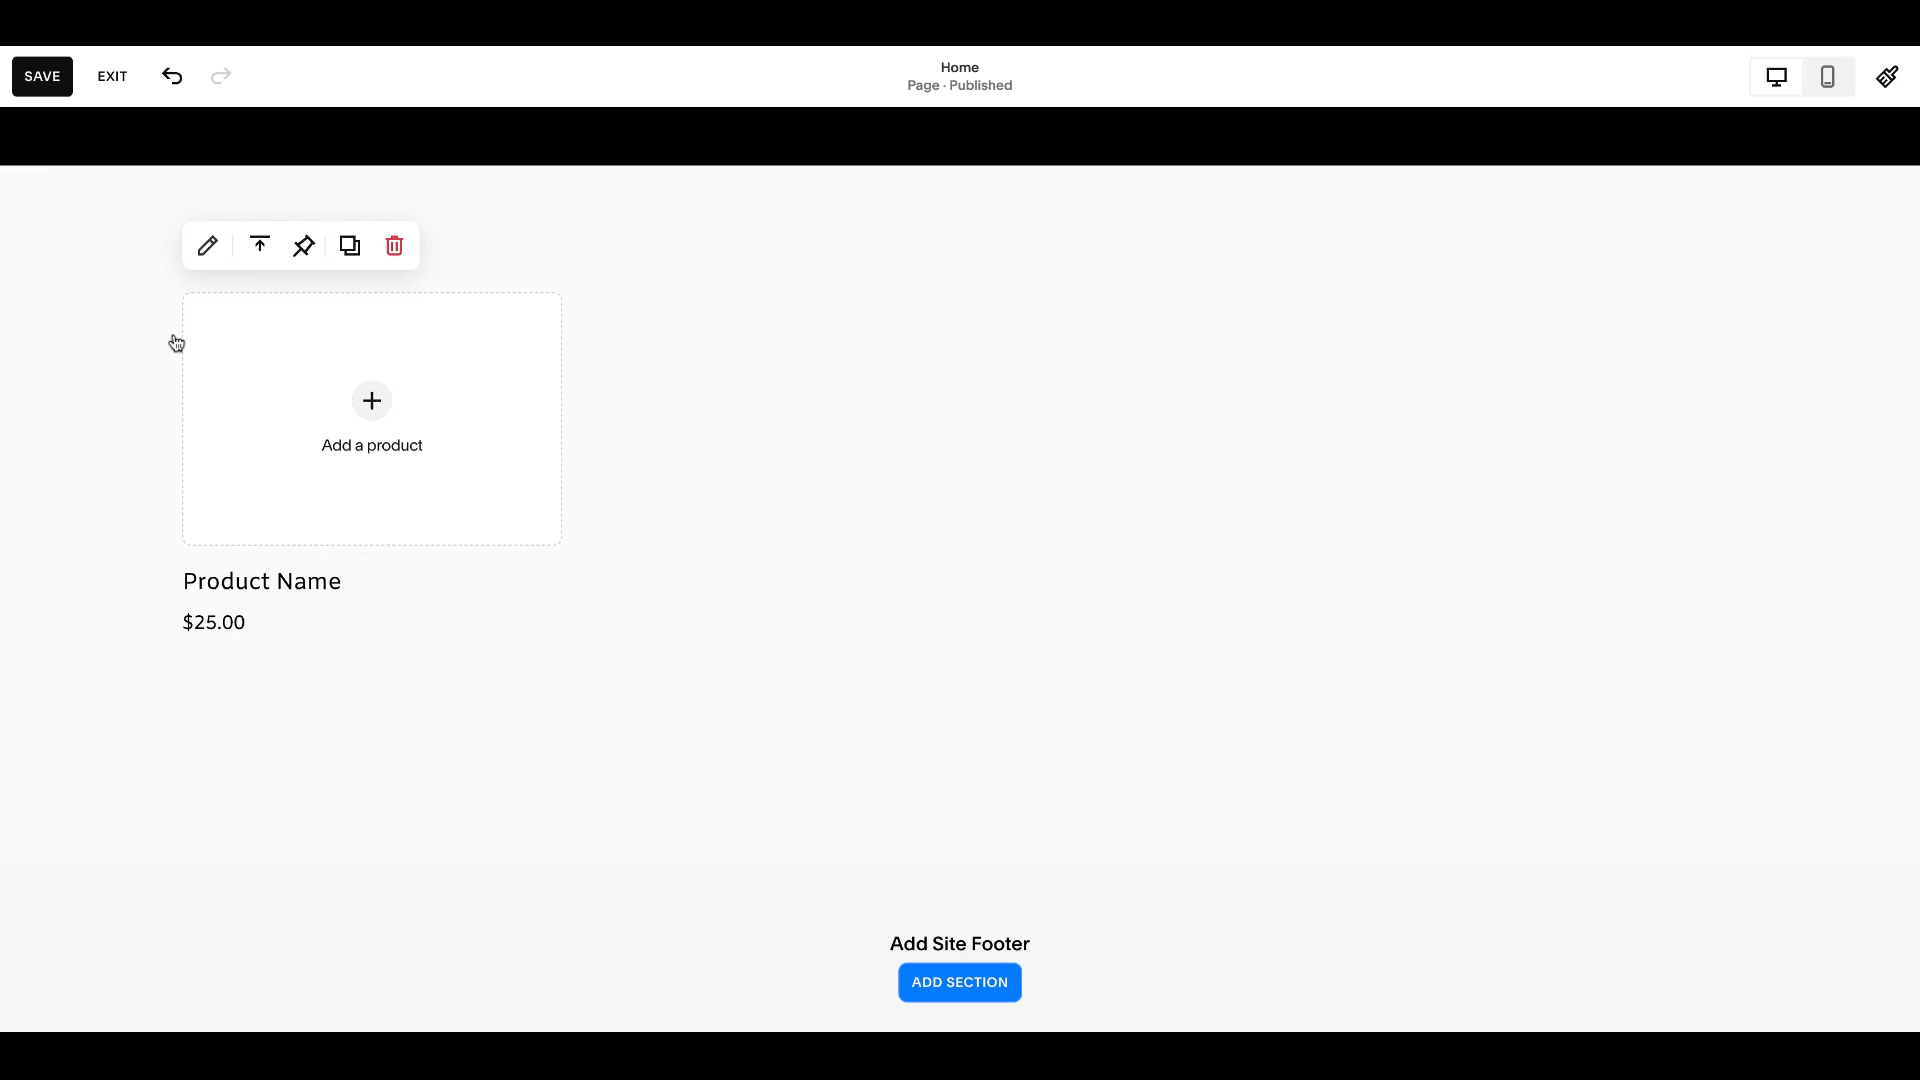 SAVE
EXIT
Home
Page · Published
Add a product
Product Name
$25.00
Add Site Footer
ADD SECTION